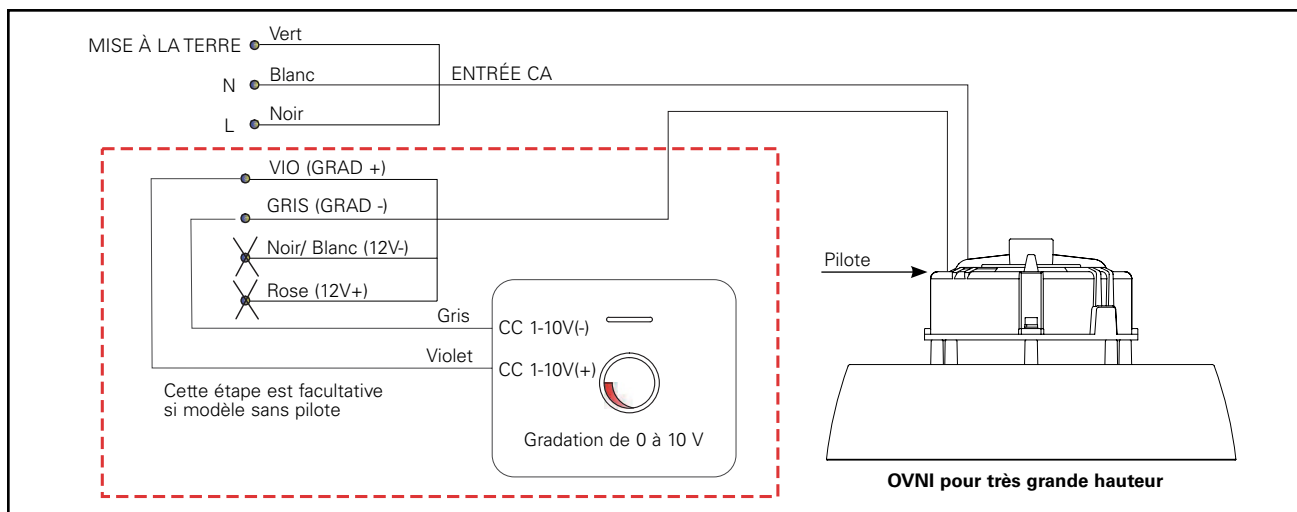 MISE À LA TERRE
Vert
N
Blanc
ENTRÉE CA
L
Noir
VIO (GRAD +)
GRIS (GRAD -)
Noir/ Blanc (12V-)
Rose (12V+)
Gris
CC 1-10V(-)
Violet
CC 1-10V(+)
Cette étape est facultative
si modèle sans pilote
Gradation de 0 à 10 V
Pilote
OVNI pour très grande hauteur